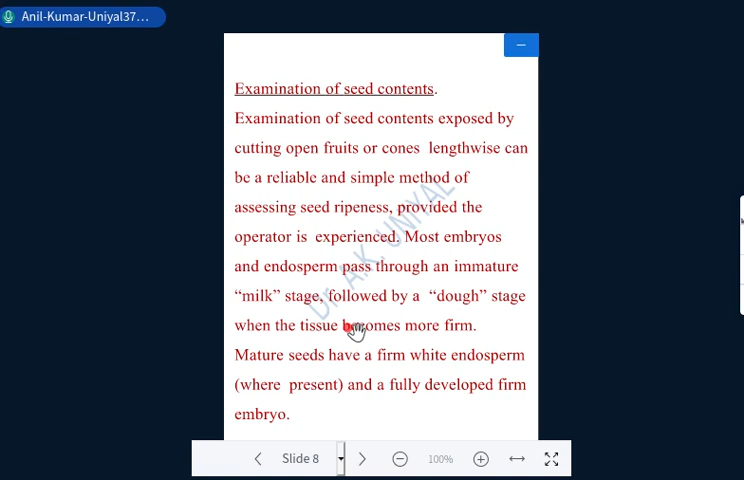 Anil-Kumar-Uniyal37...
Examination of seed contents.
Examination of seed contents exposed by
cutting open fruits or cones lengthwise can
be a reliable and simple method of
assessing seed ripeness, provided the
operator is experienced. Most embryos
and endosperm pass through an immature
“milk” stage, followed by a “dough” stage
when the tissue becomes more firm.
Mature seeds have a firm white endosperm
(where present) and a fully developed firm
embryo.
Dr. A.K. UNIYAL
Slide 8
100%